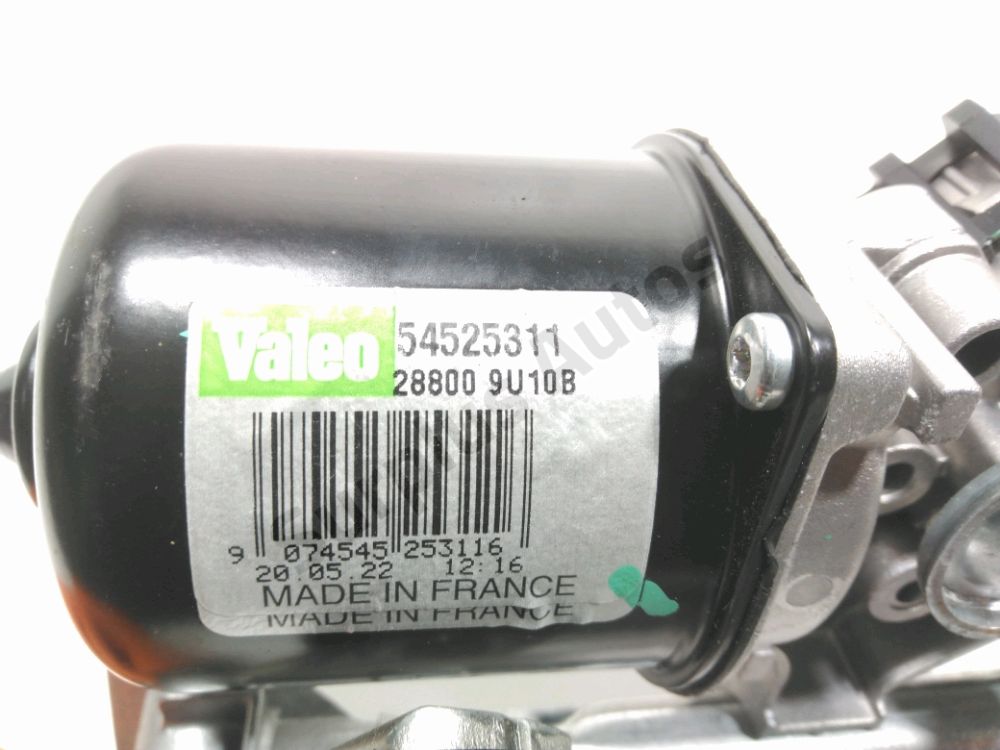 Valeo 54525311
28800 9U10B
9 074545 253116
20.05.22 12:16
MADE IN FRANCE
MADE IN FRANCE